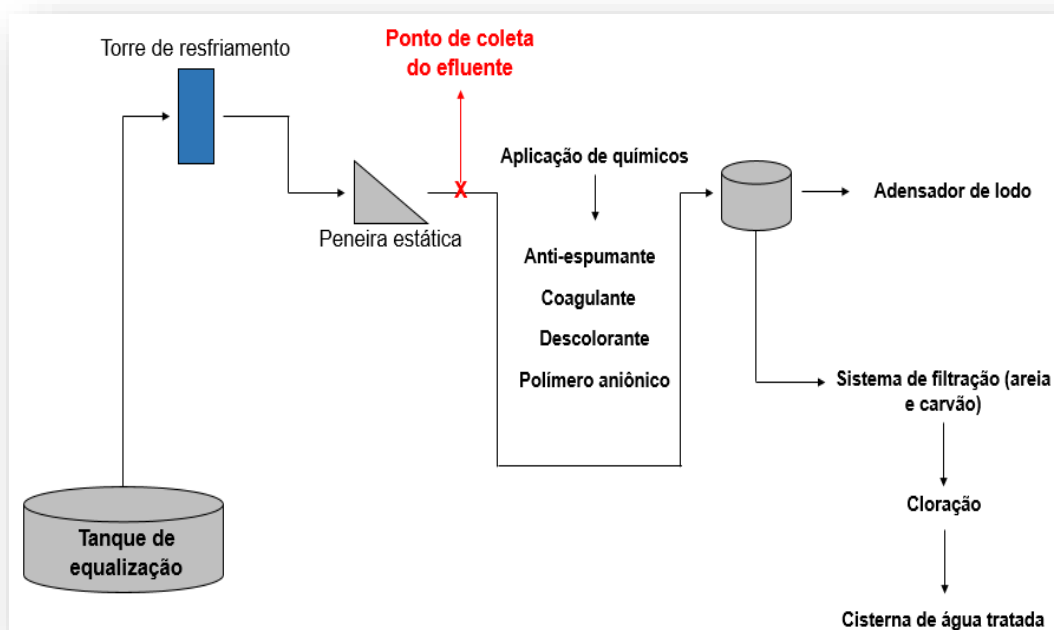 Torre de resfriamento
Ponto de coleta
do efluente
Aplicação de químicos
X
Peneira estática
Adensador de lodo
Anti-espumante
Coagulante
Descolorante
Polímero aniônico
Sistema de filtração (areia
e carvão)
Cloração
Tanque de
equalização
Cisterna de água tratada